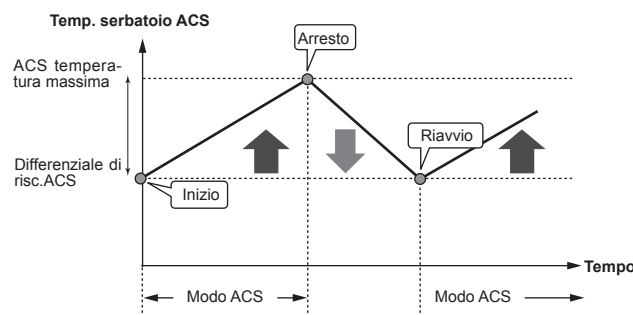 Temp. serbatoio ACS
Arresto
ACS tempera-
tura massima
Riavvio
Differenziale di
risc.ACS
Inizio
Tempo
Modo ACS
Modo ACS